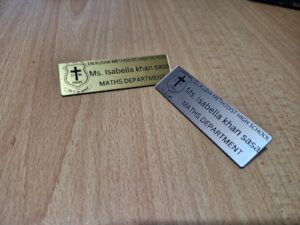 METHODIST HIGH SCHOOL
Ms. Isabella khan sasa
MATHS DEPARTMENT
METHODIST HIGH SCHOOL
Ms. Isabella khan sasa
MATHS DEPARTMENT